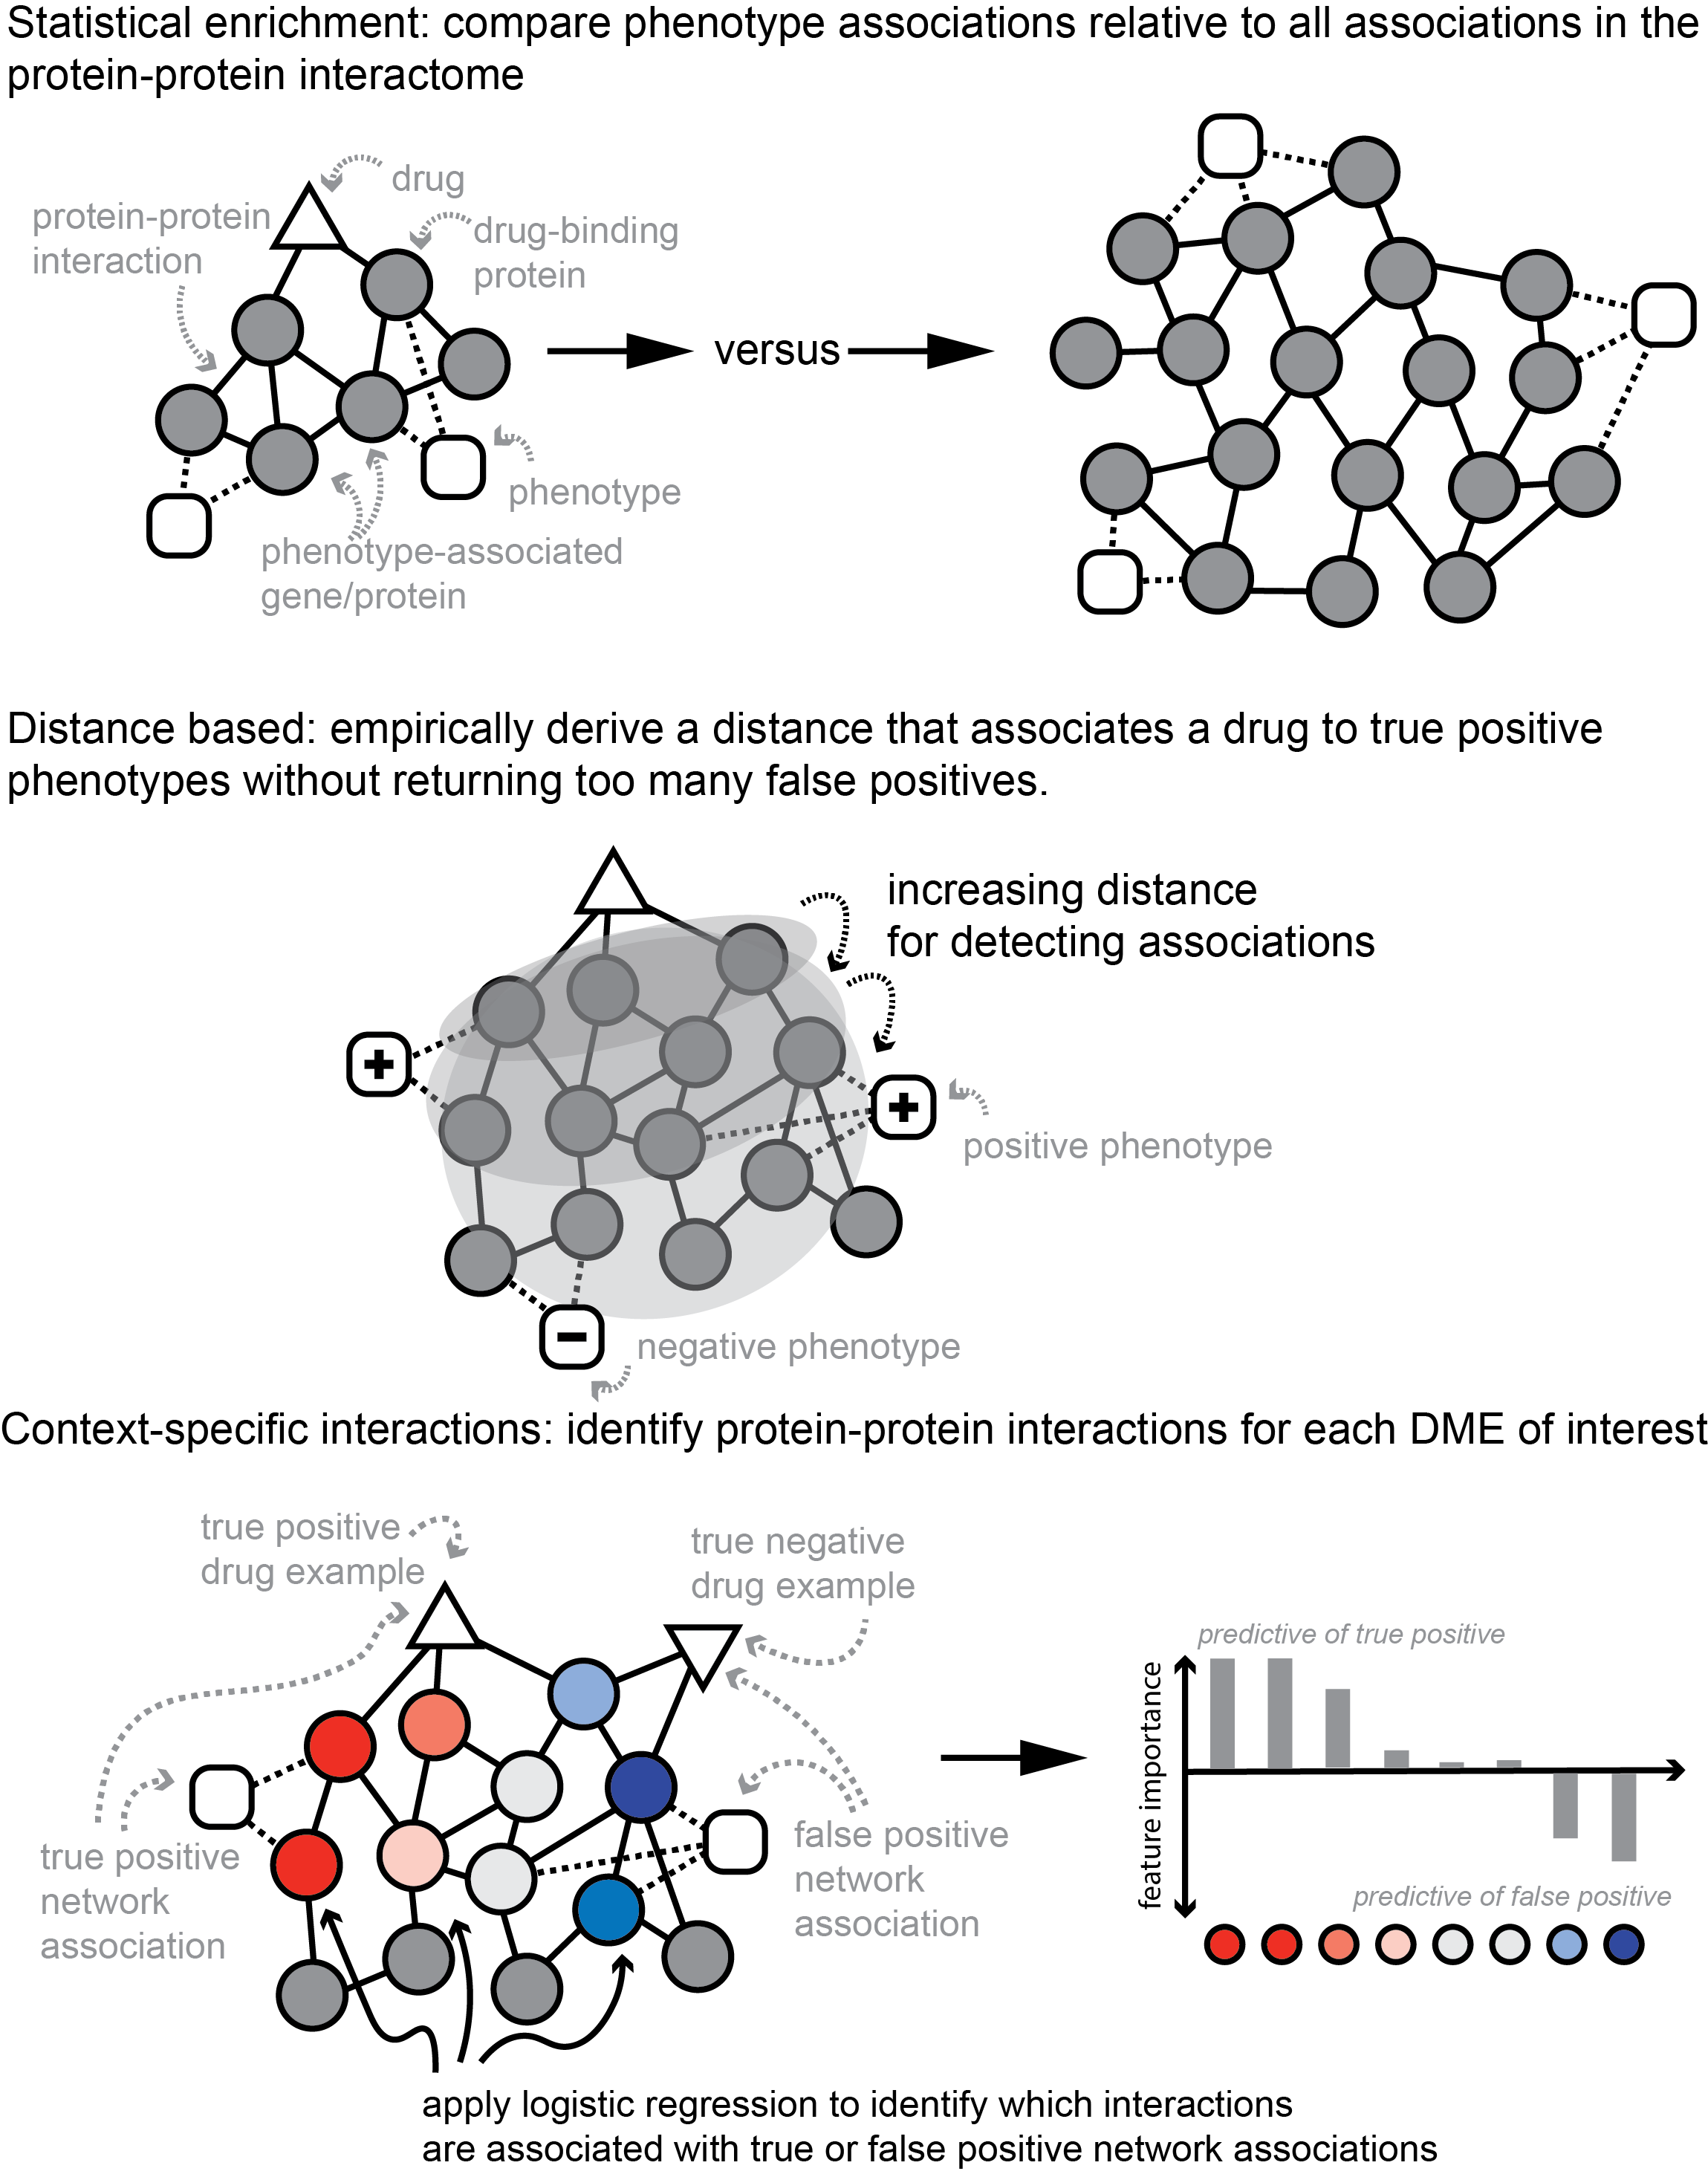 Statistical enrichment: compare phenotype associations relative to all associations in the
protein-protein interactome
drug
protein-protein
interaction
drug-binding
protein
versus
phenotype
phenotype-associated
gene/protein
Distance based: empirically derive a distance that associates a drug to true positive
phenotypes without returning too many false positives.
increasing distance
for detecting associations
+
+
positive phenotype
−
negative phenotype
Context-specific interactions: identify protein-protein interactions for each DME of interest
true positive
drug example
true negative
drug example
predictive of true positive
feature importance
true positive
network
association
false positive
network
association
predictive of false positive
apply logistic regression to identify which interactions
are associated with true or false positive network associations